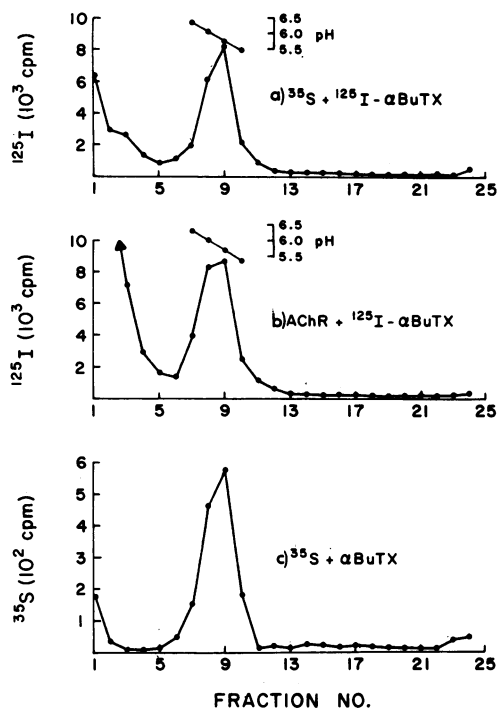 10
8
6
4
2
¹²⁵I (10³ cpm)
6.5
6.0 pH
5.5
a) ³⁵S + ¹²⁵I - αBuTX
1 5 9 13 17 21 25
10
8
6
4
2
¹²⁵I (10³ cpm)
6.5
6.0 pH
5.5
b) AChR + ¹²⁵I - αBuTX
1 5 9 13 17 21 25
6
5
4
3
2
1
³⁵S (10² cpm)
c) ³⁵S + αBuTX
1 5 9 13 17 21 25
FRACTION NO.